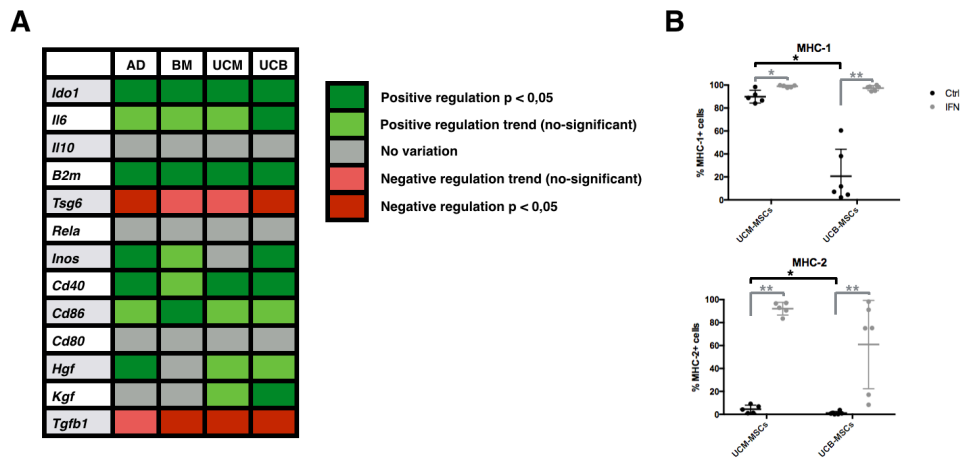 A
AD BM UCM UCB
Ido1
Il6
Il10
B2m
Tsg6
Rela
Inos
Cd40
Cd86
Cd80
Hgf
Kgf
Tgfb1
Positive regulation p < 0,05
Positive regulation trend (no-significant)
No variation
Negative regulation trend (no-significant)
Negative regulation p < 0,05
B
MHC-1
*
* **
% MHC-1+ cells
100
80
60
40
20
0
UCM-MSCs UCB-MSCs
Ctrl
IFN
MHC-2
*
** **
% MHC-2+ cells
100
80
60
40
20
0
UCM-MSCs UCB-MSCs